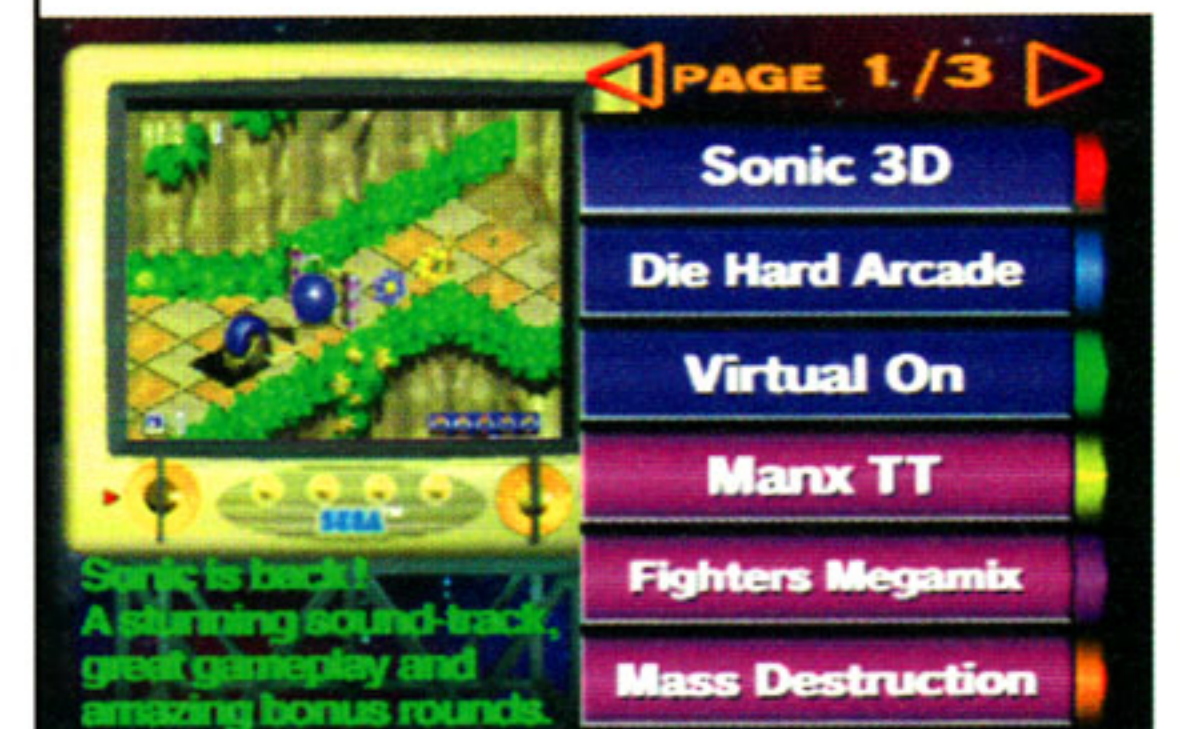 PAGE 1/3
Sonic 3D
Die Hard Arcade
Virtual On
Manx TT
Fighters Megamix
Mass Destruction
SEGA™
Sonic is back!
A stunning sound-track,
great gameplay and
amazing bonus rounds.